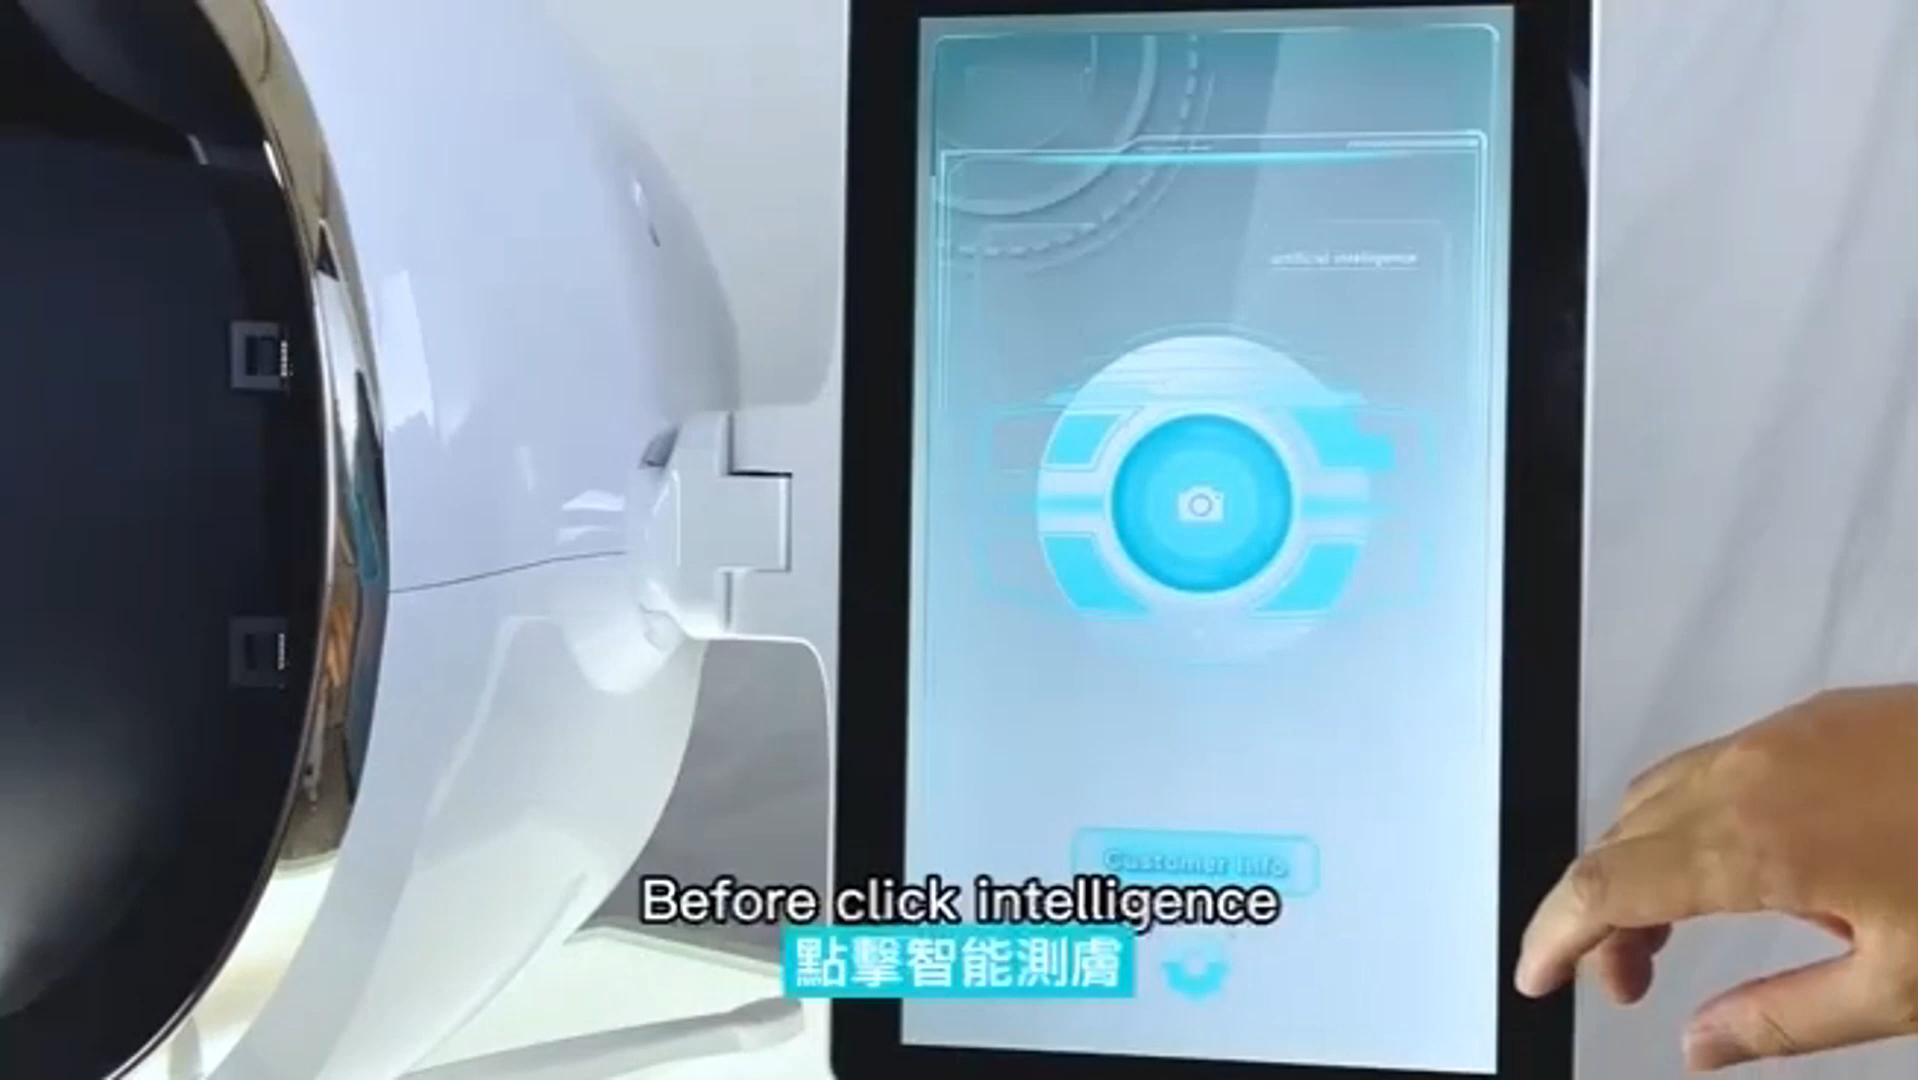 artificial intelligence
Customer Info
Before click intelligence
點擊智能測膚